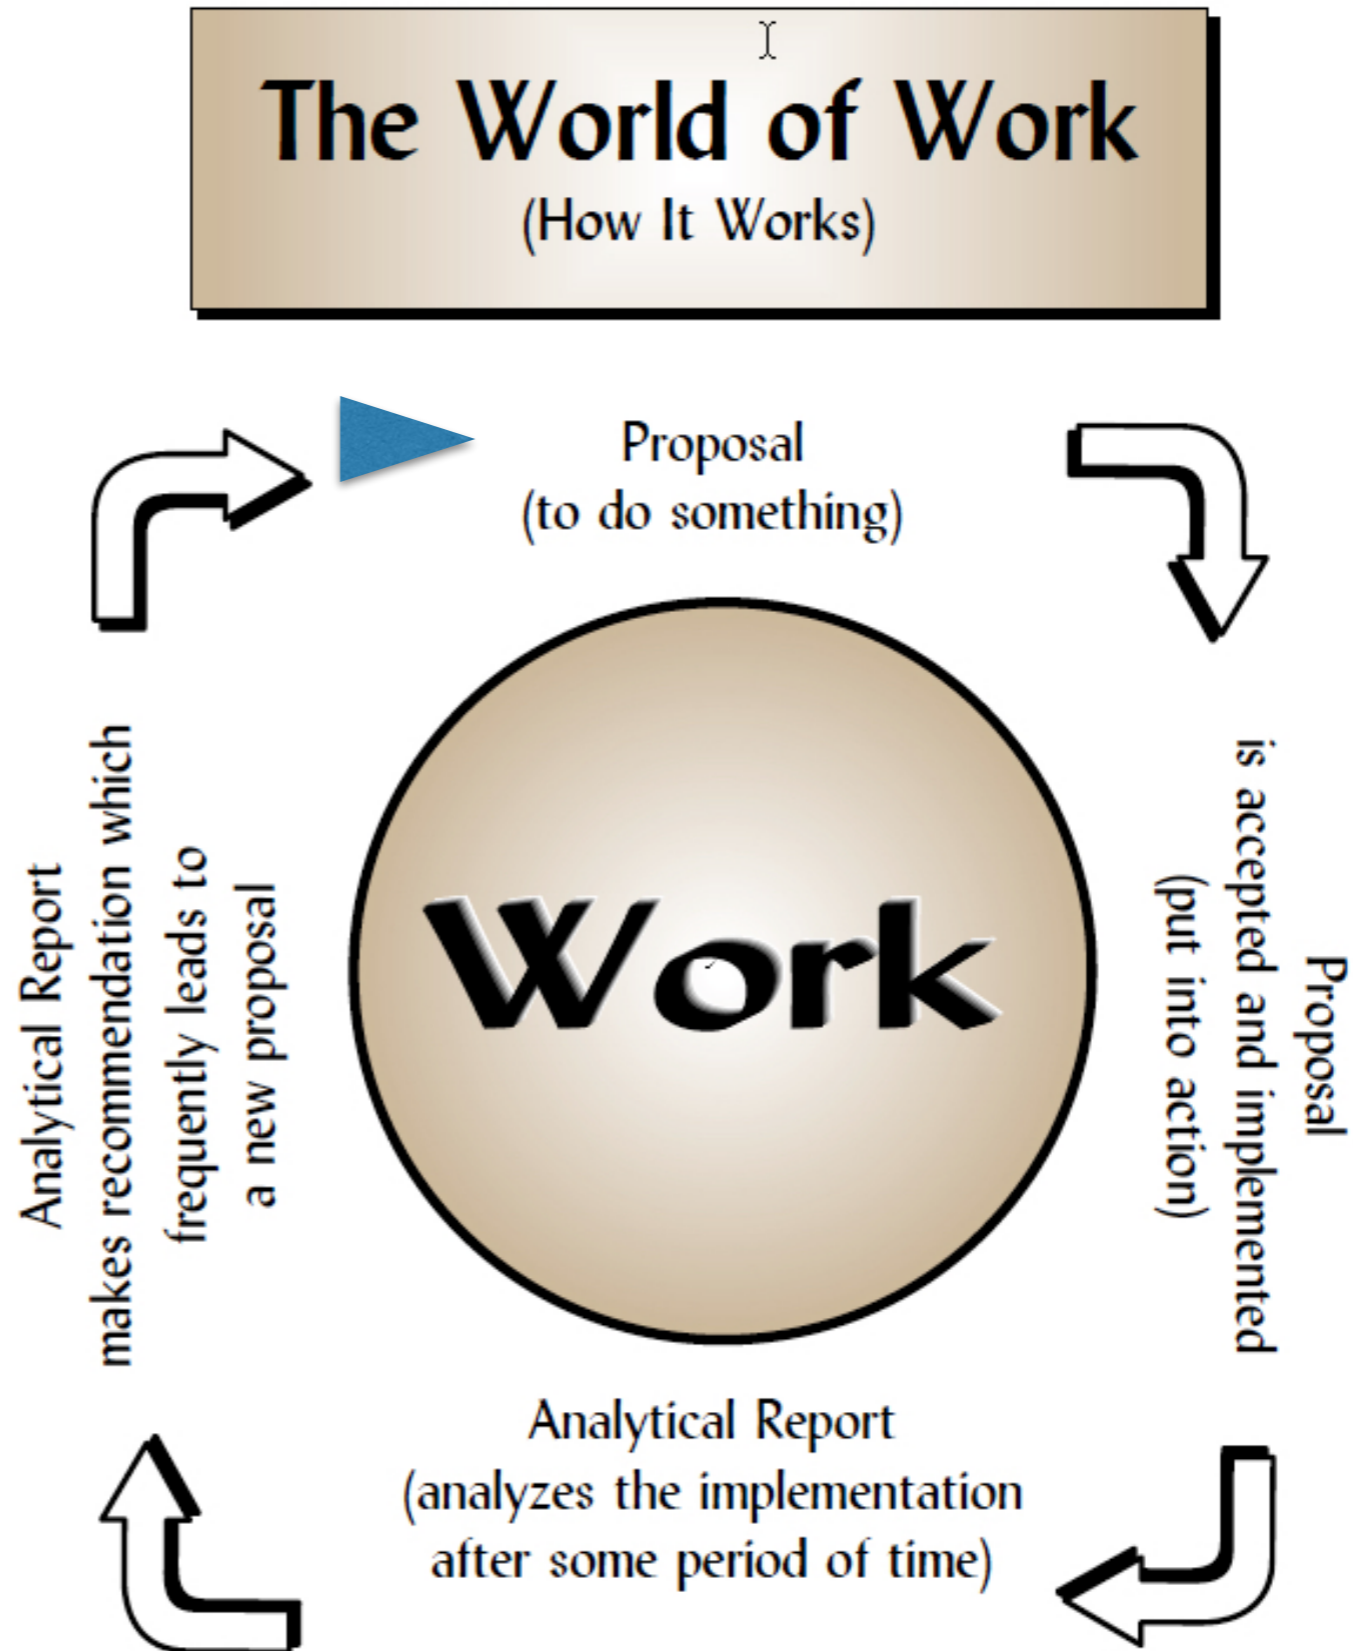 The World of Work
(How It Works)
Proposal
(to do something)
Proposal
is accepted and implemented
(put into action)
Work
Analytical Report
(analyzes the implementation
after some period of time)
Analytical Report
makes recommendation which
frequently leads to
a new proposal